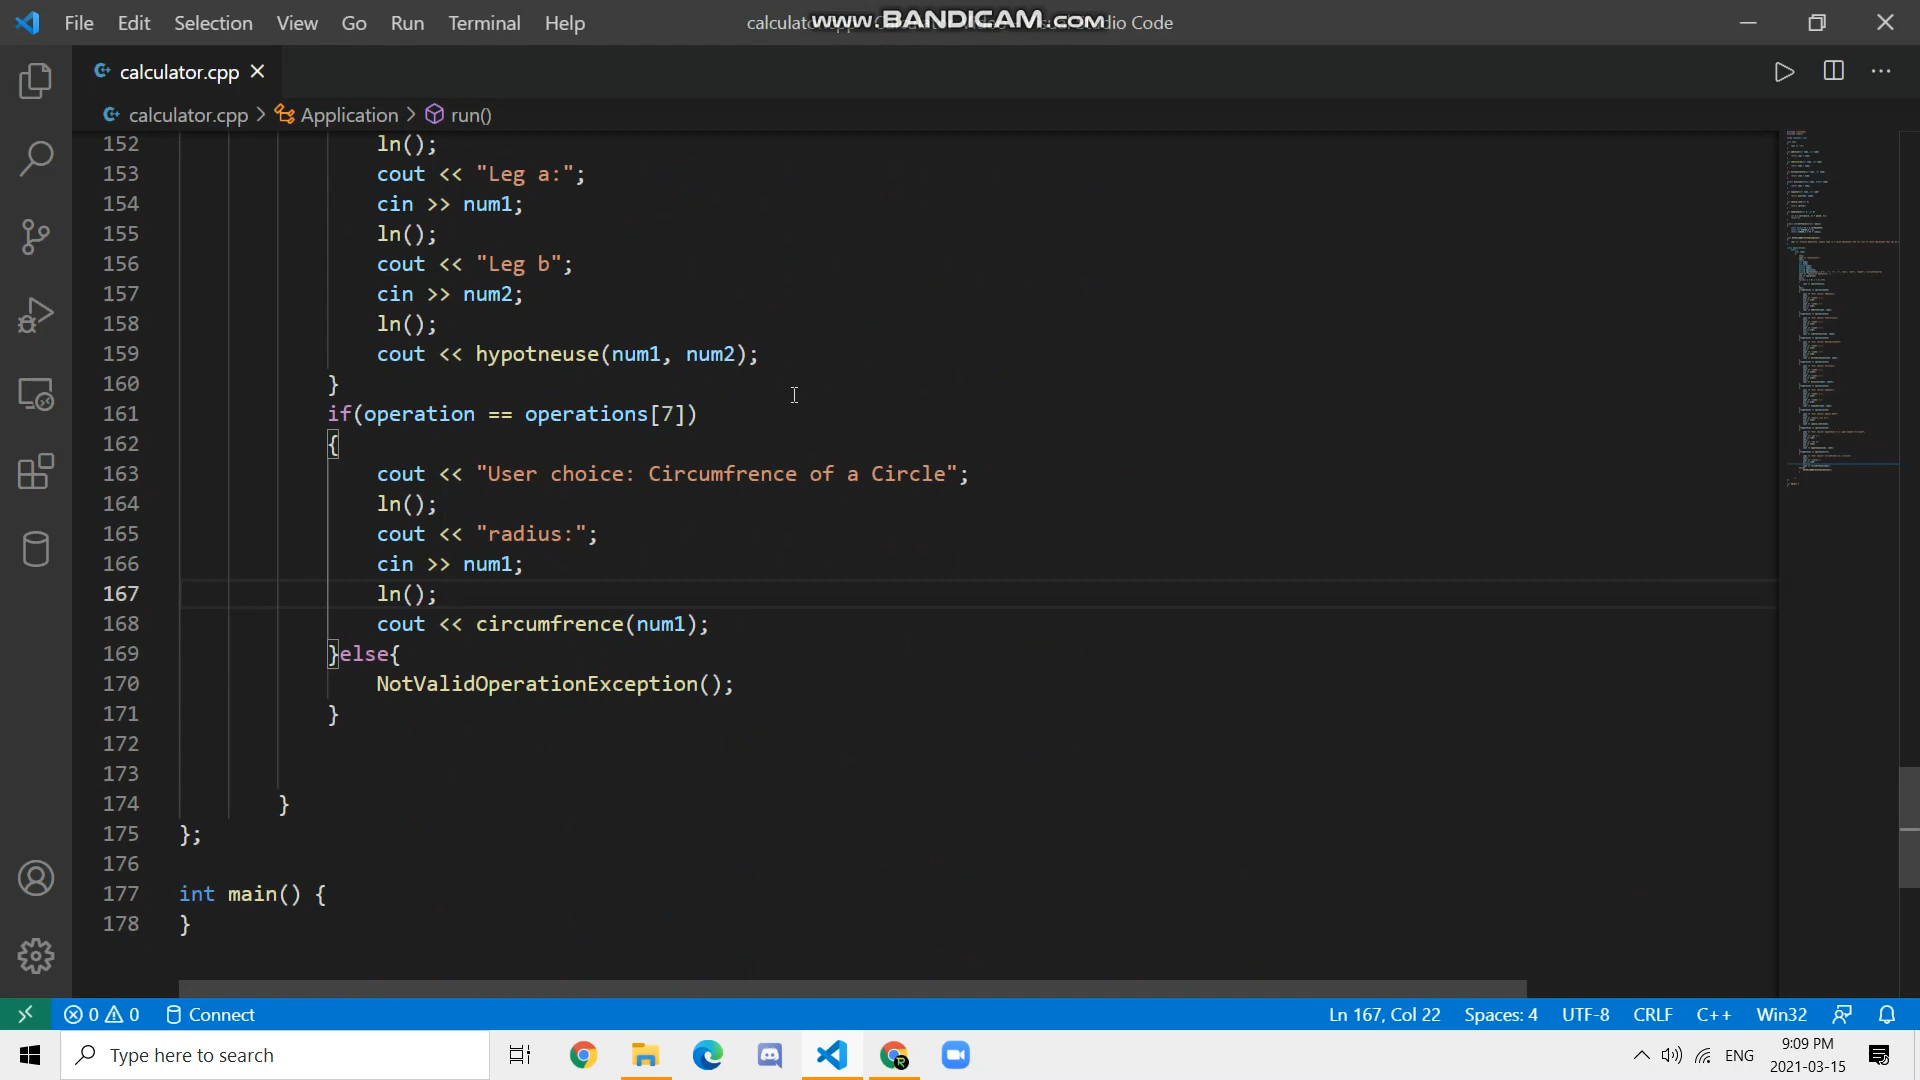 File Edit Selection View Go Run Terminal Help
www.BANDICAM.com
calculator.cpp
calculator.cpp > Application > run()
152 ln();
153 cout << "Leg a:";
154 cin >> num1;
155 ln();
156 cout << "Leg b";
157 cin >> num2;
158 ln();
159 cout << hypotneuse(num1, num2);
160 }
161 if(operation == operations[7])
162 {
163 cout << "User choice: Circumfrence of a Circle";
164 ln();
165 cout << "radius:";
166 cin >> num1;
167 ln();
168 cout << circumfrence(num1);
169 }else{
170 NotValidOperationException();
171 }
172
173
174 }
175 };
176
177 int main() {
178 }
0 0 Connect Ln 167, Col 22 Spaces: 4 UTF-8 CRLF C++ Win32
Type here to search ENG
9:09 PM
2021-03-15